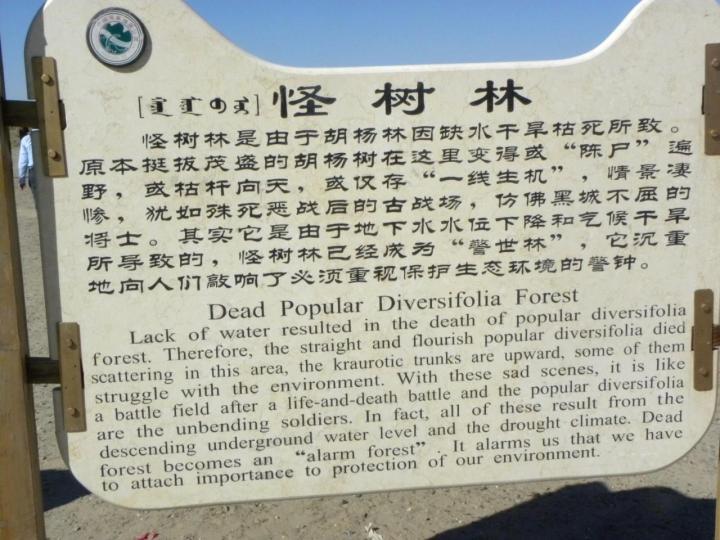 怪树林
怪树林是由于胡杨林因缺水干旱枯死所致。
原本挺拔茂盛的胡杨树在这里变得或“陈尸”遍
野，或枯杆向天，或仅存“一线生机”，情景凄
惨，犹如殊死恶战后的古战场，仿佛黑城不屈的
将士。其实它是由于地下水水位下降和气候干旱
所导致的，怪树林已经成为“警世林”，它沉重
地向人们敲响了必须重视保护生态环境的警钟。
Dead Popular Diversifolia Forest
Lack of water resulted in the death of popular diversifolia
forest. Therefore, the straight and flourish popular diversifolia died
scattering in this area, the kraurotic trunks are upward, some of them
struggle with the environment. With these sad scenes, it is like
a battle field after a life-and-death battle and the popular diversifolia
are the unbending soldiers. In fact, all of these result from the
descending underground water level and the drought climate. Dead
forest becomes an “alarm forest”. It alarms us that we have
to attach importance to protection of our environment.